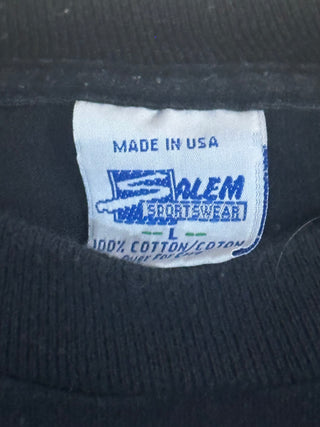 MADE IN USA
SALEM
SPORTSWEAR
-- L --
100% COTTON/COTON